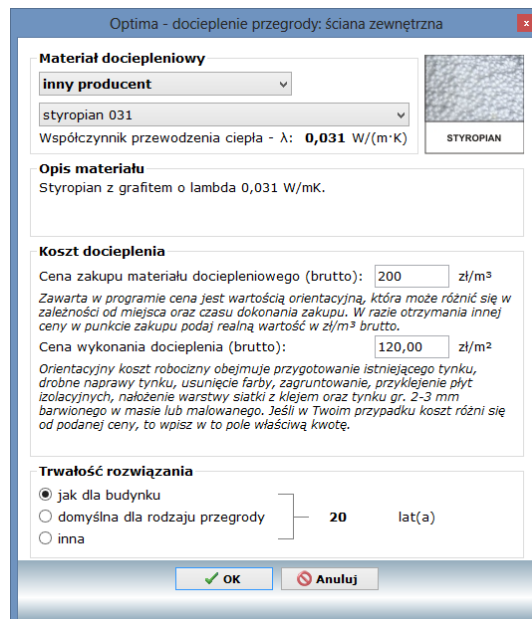 Optima - docieplenie przegrody: ściana zewnętrzna
x
Materiał dociepleniowy
inny producent
styropian 031
Współczynnik przewodzenia ciepła - λ: 0,031 W/(m·K)
STYROPIAN
Opis materiału
Styropian z grafitem o lambda 0,031 W/mK.
Koszt docieplenia
Cena zakupu materiału dociepleniowego (brutto): 200 zł/m³
Zawarta w programie cena jest wartością orientacyjną, która może różnić się w
zależności od miejsca oraz czasu dokonania zakupu. W razie otrzymania innej
ceny w punkcie zakupu podaj realną wartość w zł/m³ brutto.
Cena wykonania docieplenia (brutto): 120,00 zł/m²
Orientacyjny koszt robocizny obejmuje przygotowanie istniejącego tynku,
drobne naprawy tynku, usunięcie farby, zagruntowanie, przyklejenie płyt
izolacyjnych, nałożenie warstwy siatki z klejem oraz tynku gr. 2-3 mm
barwionego w masie lub malowanego. Jeśli w Twoim przypadku koszt różni się
od podanej ceny, to wpisz w to pole właściwą kwotę.
Trwałość rozwiązania
jak dla budynku
domyślna dla rodzaju przegrody 20 lat(a)
inna
OK Anuluj